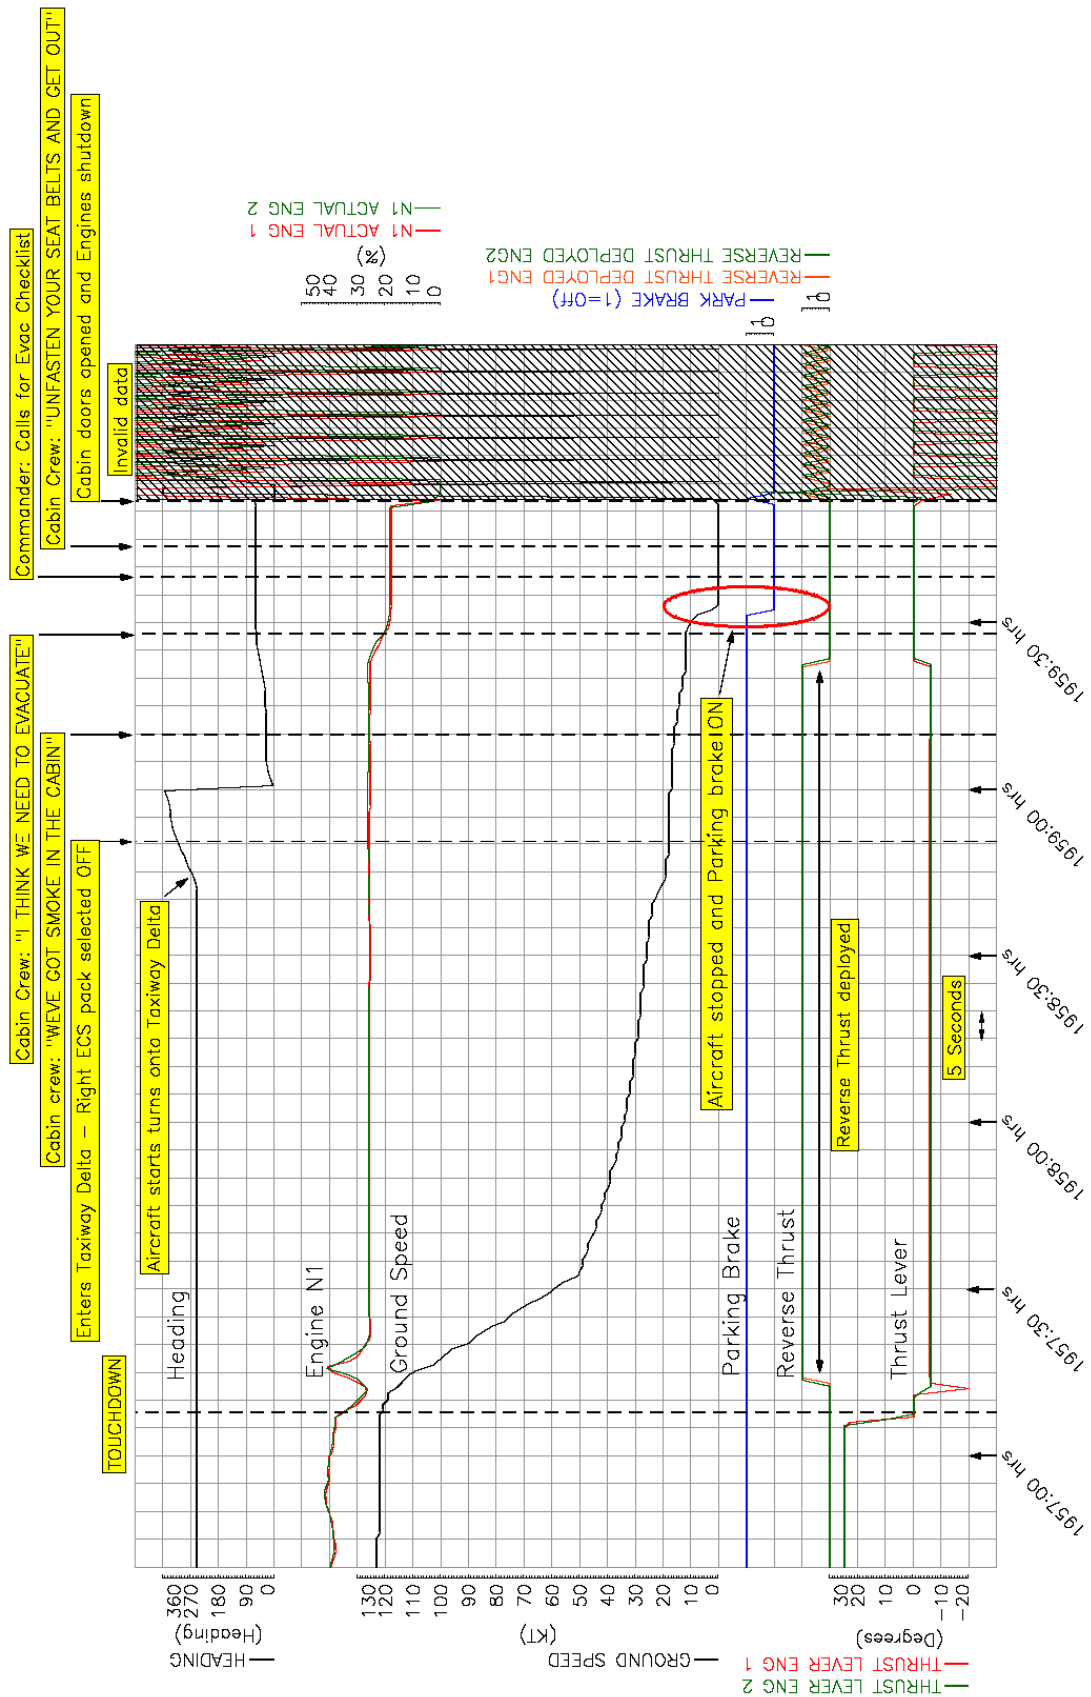 Commander: Calls for Evac Checklist
Cabin Crew: "UNFASTEN YOUR SEAT BELTS AND GET OUT"
Cabin doors opened and Engines shutdown
Invalid data
Cabin Crew: "I THINK WE NEED TO EVACUATE"
Cabin crew: "WEVE GOT SMOKE IN THE CABIN"
Enters Taxiway Delta – Right ECS pack selected OFF
Aircraft starts turns onto Taxiway Delta
TOUCHDOWN
Heading
Engine N1
Ground Speed
Aircraft stopped and Parking brake ON
Parking Brake
Reverse Thrust
Reverse Thrust deployed
Thrust Lever
5 Seconds
N1 ACTUAL ENG 2
N1 ACTUAL ENG 1
(%)
50
40
30
20
10
0
REVERSE THRUST DEPLOYED ENG2
REVERSE THRUST DEPLOYED ENG1
PARK BRAKE (1=Off)
1
0
1
0
HEADING
(Heading)
360
270
180
90
0
GROUND SPEED
(KT)
130
120
110
100
90
80
70
60
50
40
30
20
10
0
THRUST LEVER ENG 1
THRUST LEVER ENG 2
(Degrees)
30
20
10
0
-10
-20
1957:00 hrs
1957:30 hrs
1958:00 hrs
1958:30 hrs
1959:00 hrs
1959:30 hrs